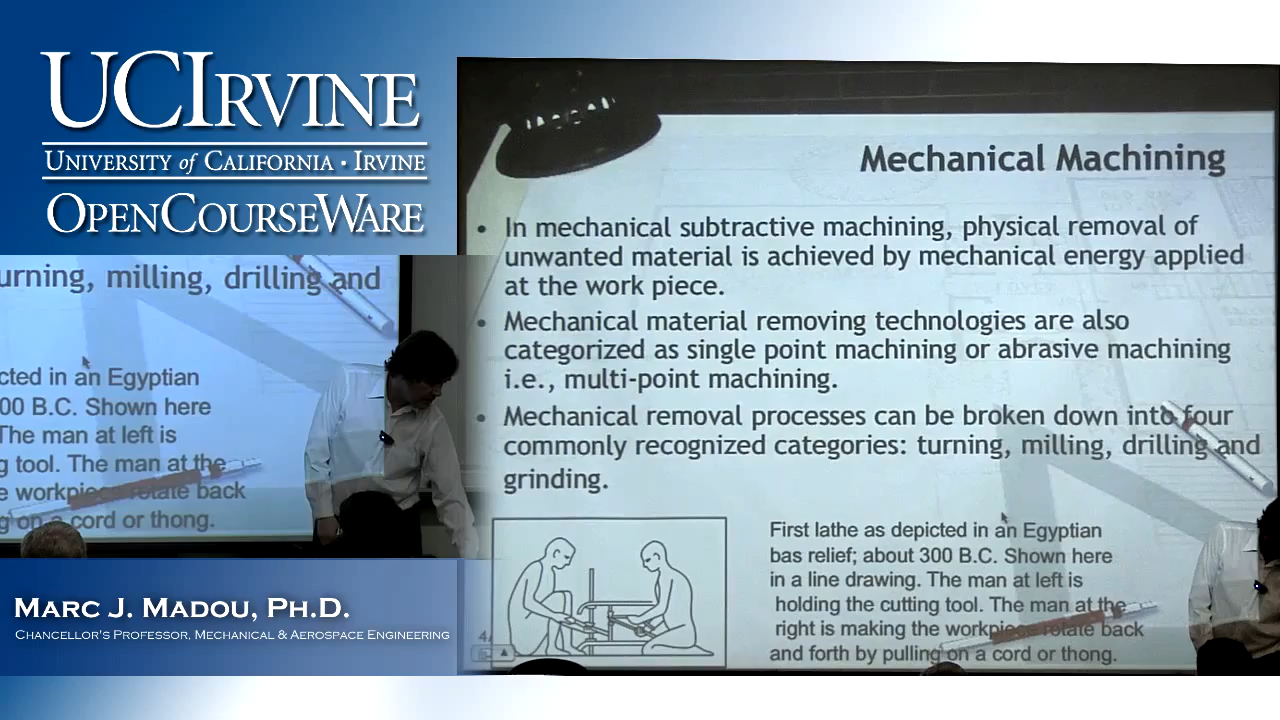 UCIRVINE
UNIVERSITY of CALIFORNIA · IRVINE
OPENCOURSEWARE
urning, milling, drilling and
cted in an Egyptian
00 B.C. Shown here
The man at left is
g tool. The man at the
e workpiece rotate back
g on a cord or thong.
MARC J. MADOU, PH.D.
CHANCELLOR'S PROFESSOR, MECHANICAL & AEROSPACE ENGINEERING
Mechanical Machining
• In mechanical subtractive machining, physical removal of
unwanted material is achieved by mechanical energy applied
at the work piece.
• Mechanical material removing technologies are also
categorized as single point machining or abrasive machining
i.e., multi-point machining.
• Mechanical removal processes can be broken down into four
commonly recognized categories: turning, milling, drilling and
grinding.
First lathe as depicted in an Egyptian
bas relief; about 300 B.C. Shown here
in a line drawing. The man at left is
holding the cutting tool. The man at the
right is making the workpiece rotate back
and forth by pulling on a cord or thong.